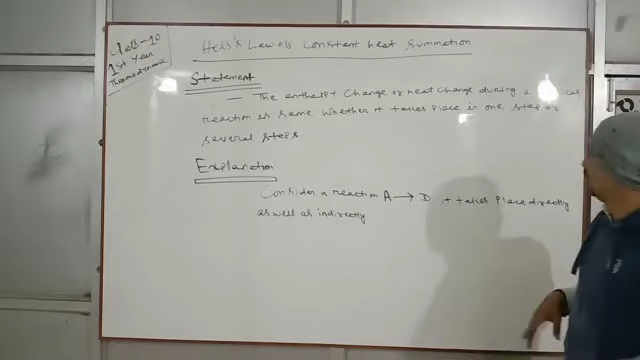 Class-10
1st Year
Thermodynamic
Hess's Law of Constant heat summation
Statement
— The enthalpy change or heat change during a
reaction is same whether it takes place in one step or
several steps
Explanation
Consider a reaction A → D it takes place directly
as well as indirectly